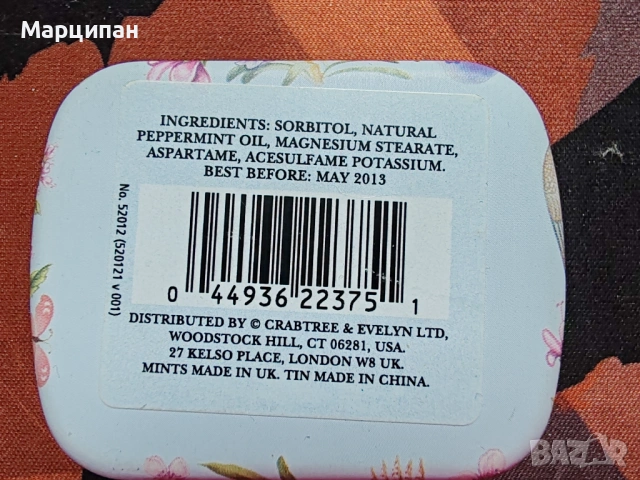 Марципан
INGREDIENTS: SORBITOL, NATURAL
PEPPERMINT OIL, MAGNESIUM STEARATE,
ASPARTAME, ACESULFAME POTASSIUM.
BEST BEFORE: MAY 2013
No. 52012 (520121 v 001)
0 44936 22375 1
DISTRIBUTED BY © CRABTREE & EVELYN LTD,
WOODSTOCK HILL, CT 06281, USA.
27 KELSO PLACE, LONDON W8 UK.
MINTS MADE IN UK. TIN MADE IN CHINA.
BAZAR